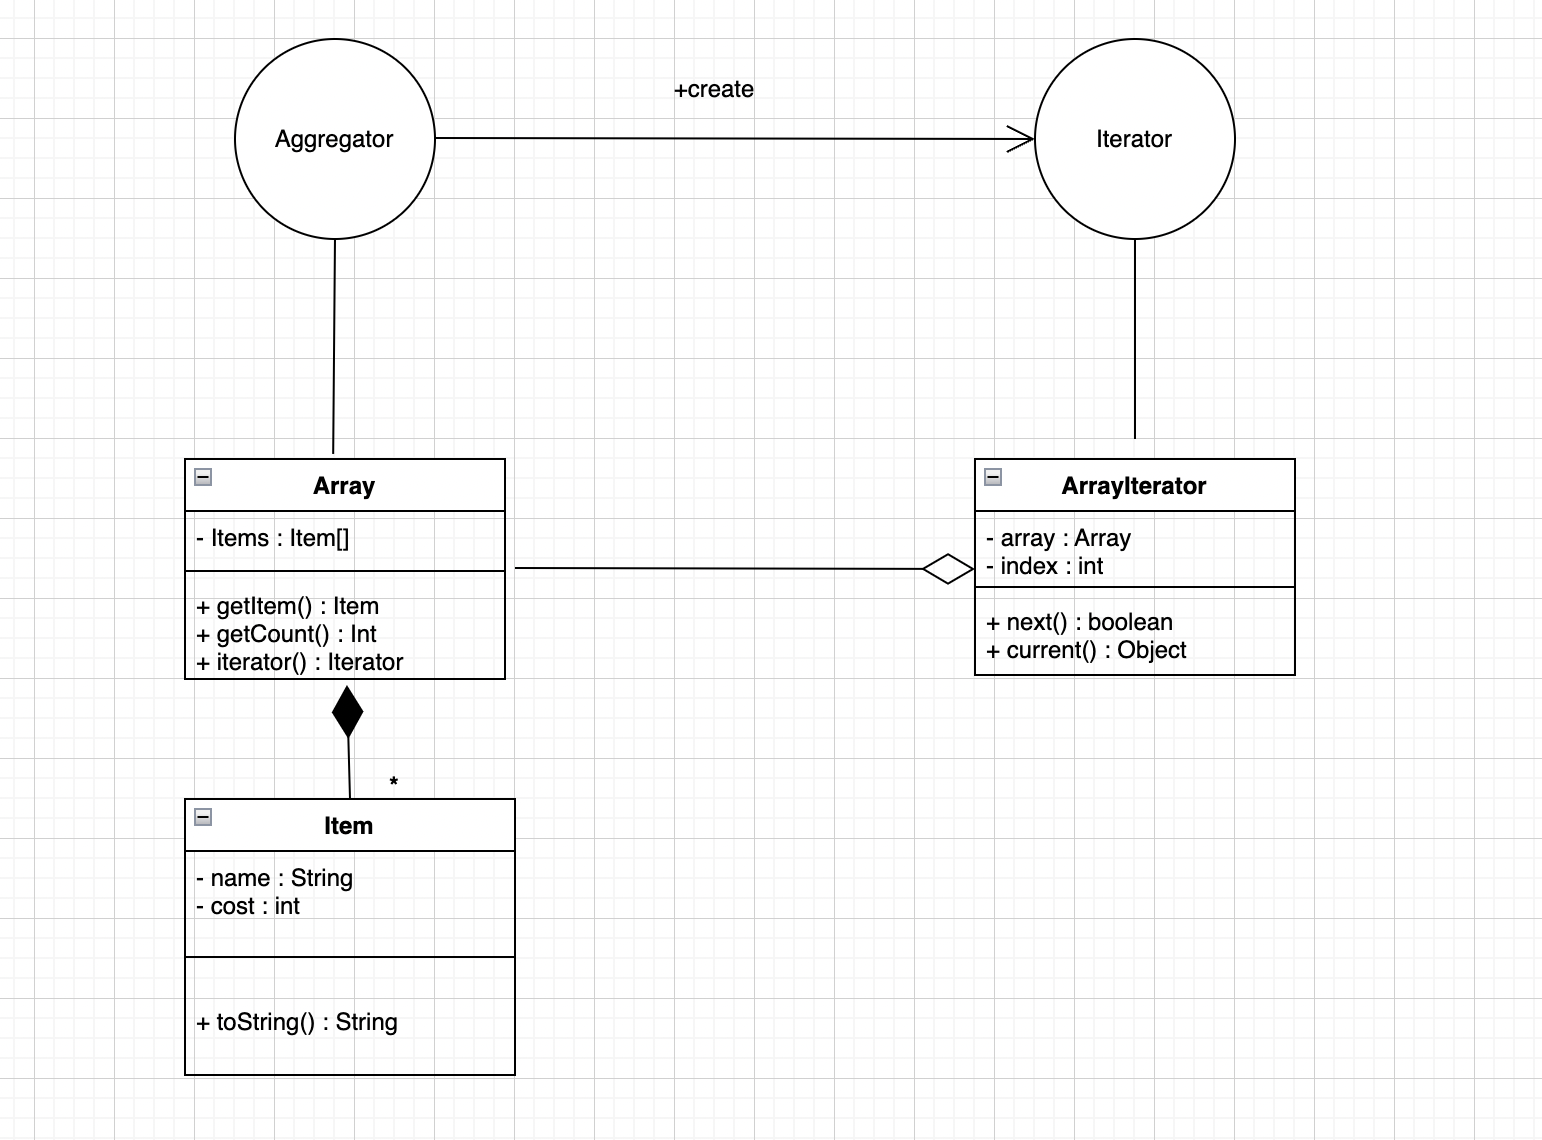 +create
Aggregator
Iterator
Array
- Items : Item[]
+ getItem() : Item
+ getCount() : Int
+ iterator() : Iterator
ArrayIterator
- array : Array
- index : int
+ next() : boolean
+ current() : Object
*
Item
- name : String
- cost : int
+ toString() : String